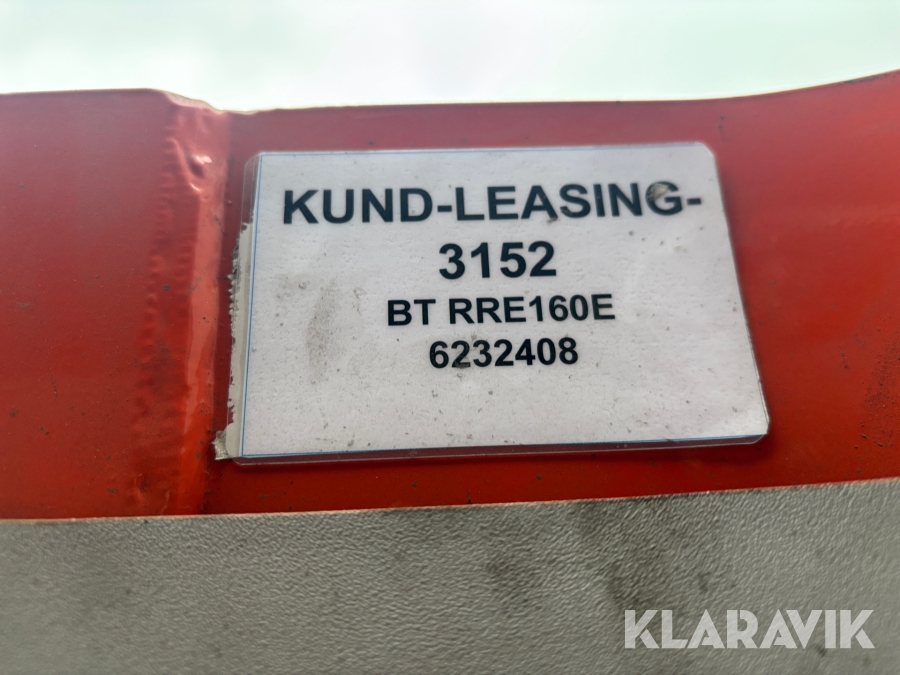 KUND-LEASING-
3152
BT RRE160E
6232408
KLARAVIK